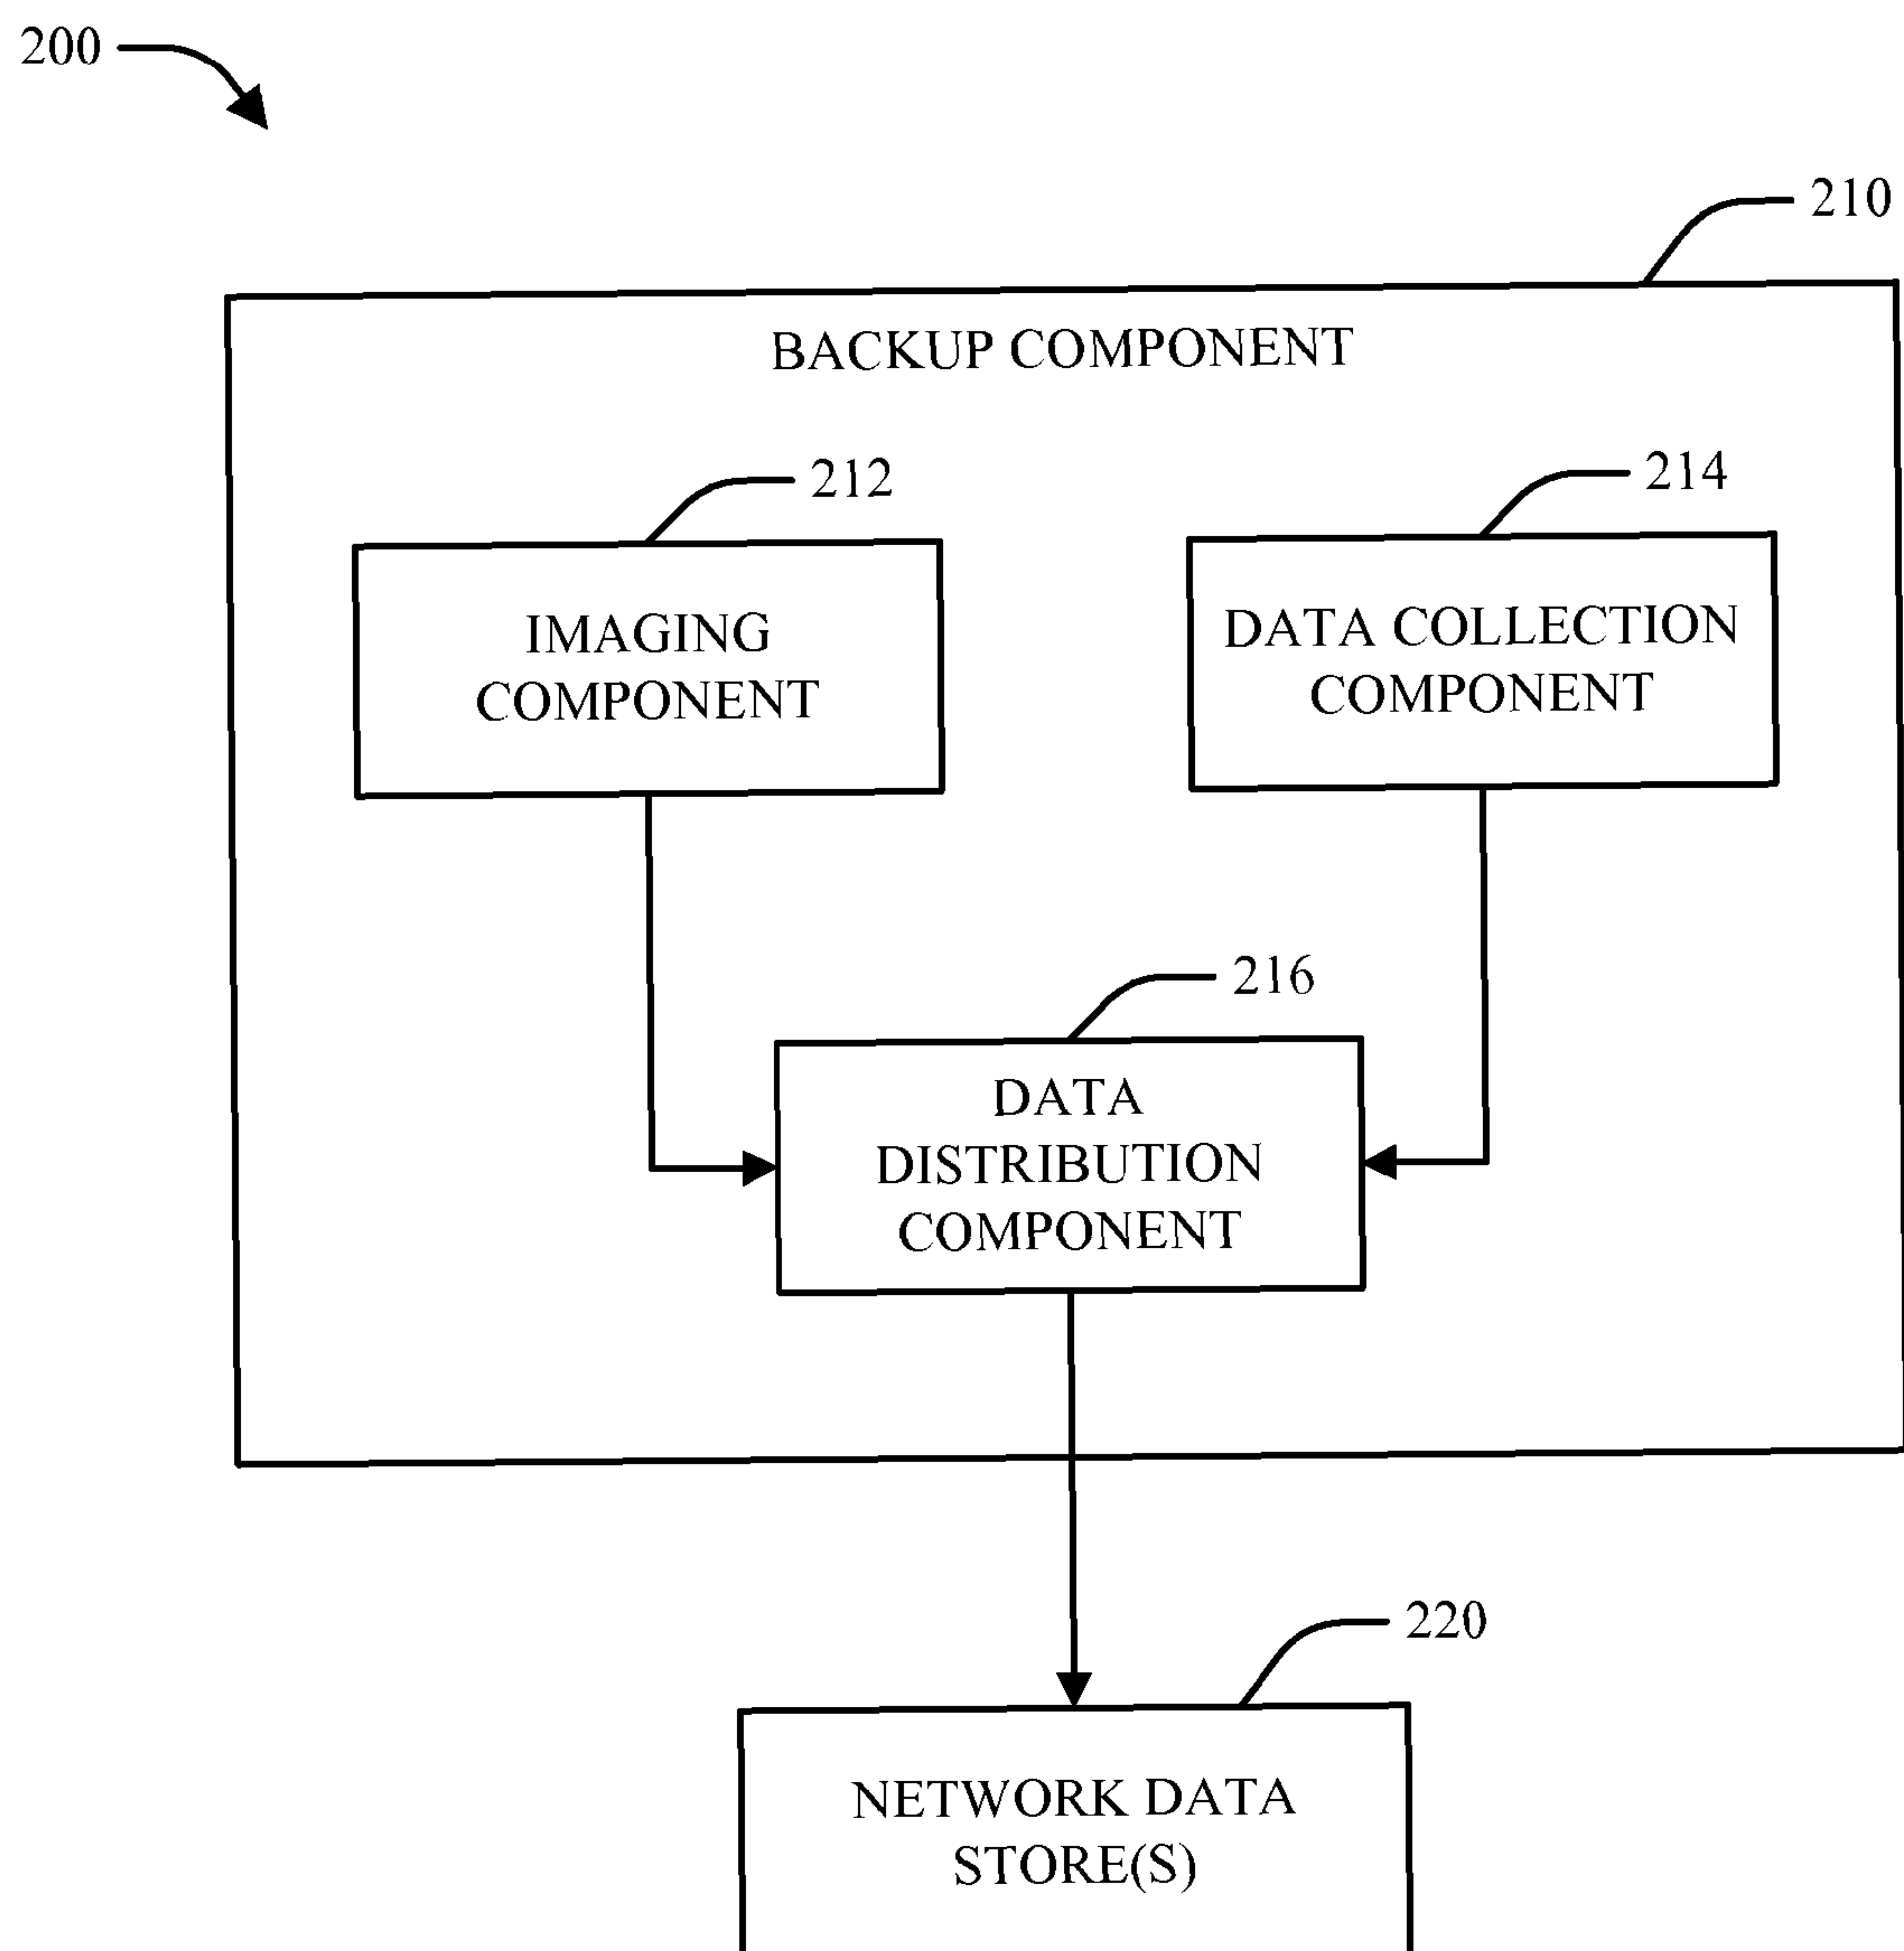 200
210
BACKUP COMPONENT
212
214
IMAGING
COMPONENT
DATA COLLECTION
COMPONENT
216
DATA
DISTRIBUTION
COMPONENT
220
NETWORK DATA
STORE(S)